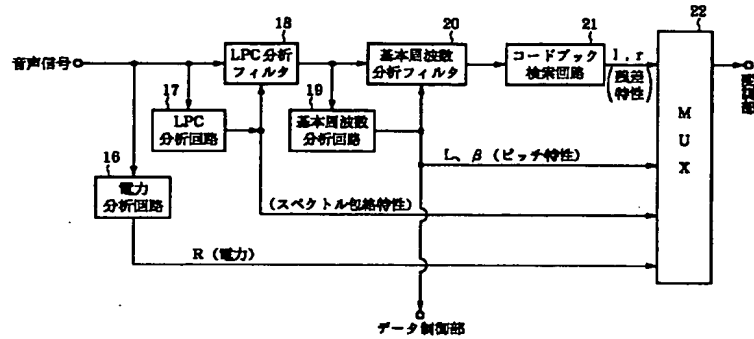 音声信号
18
LPC分析
フィルタ
20
基本周波数
分析フィルタ
21
コードブック
検索回路
l，r
(残差
特性)
22
MUX
17
LPC
分析回路
19
基本周波数
分析回路
16
電力
分析回路
L、β (ピッチ特性)
(スペクトル包絡特性)
R (電力)
データ制御部